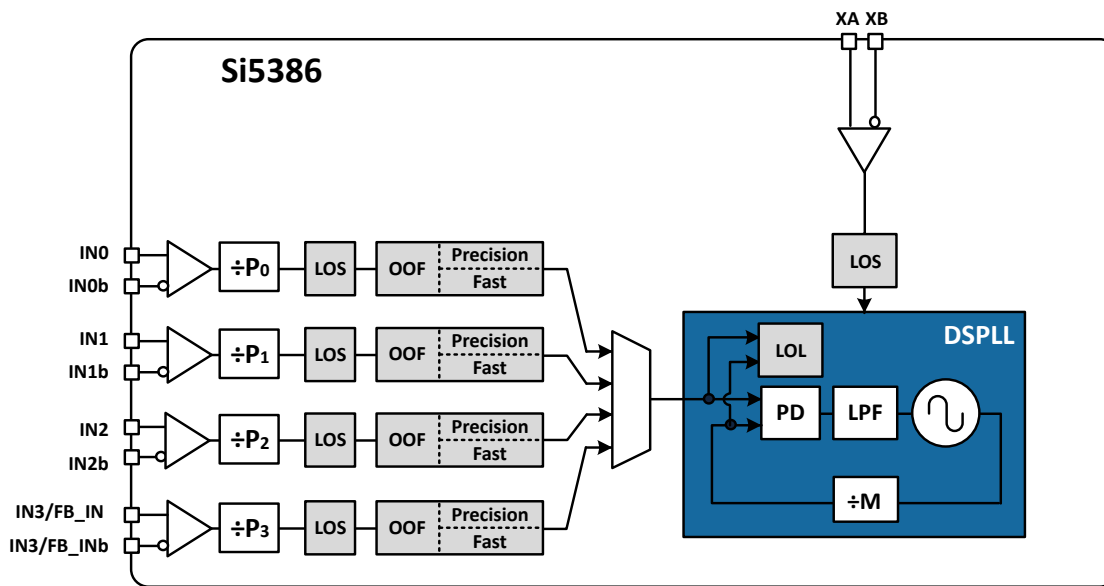 XA XB
Si5386
LOS
IN0
IN0b
÷P0
LOS
OOF
Precision
Fast
IN1
IN1b
÷P1
LOS
OOF
Precision
Fast
IN2
IN2b
÷P2
LOS
OOF
Precision
Fast
IN3/FB_IN
IN3/FB_INb
÷P3
LOS
OOF
Precision
Fast
DSPLL
LOL
PD
LPF
÷M